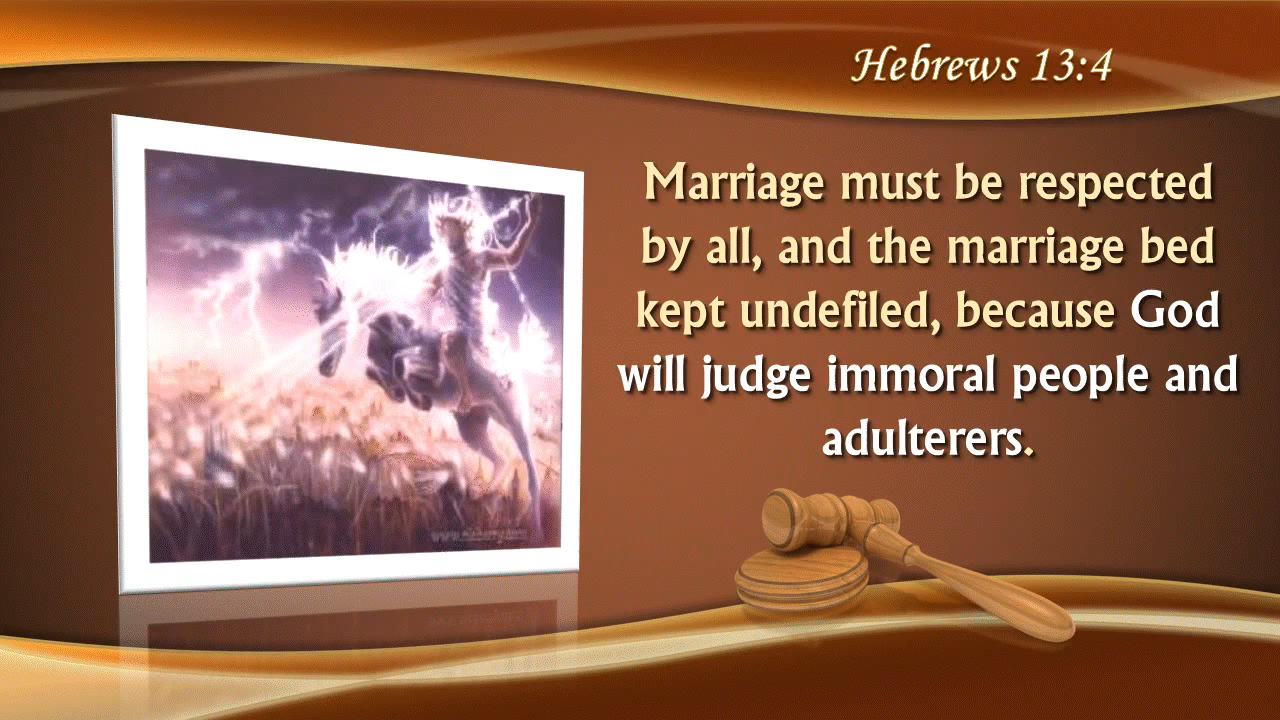 Hebrews 13:4
Marriage must be respected
by all, and the marriage bed
kept undefiled, because God
will judge immoral people and
adulterers.